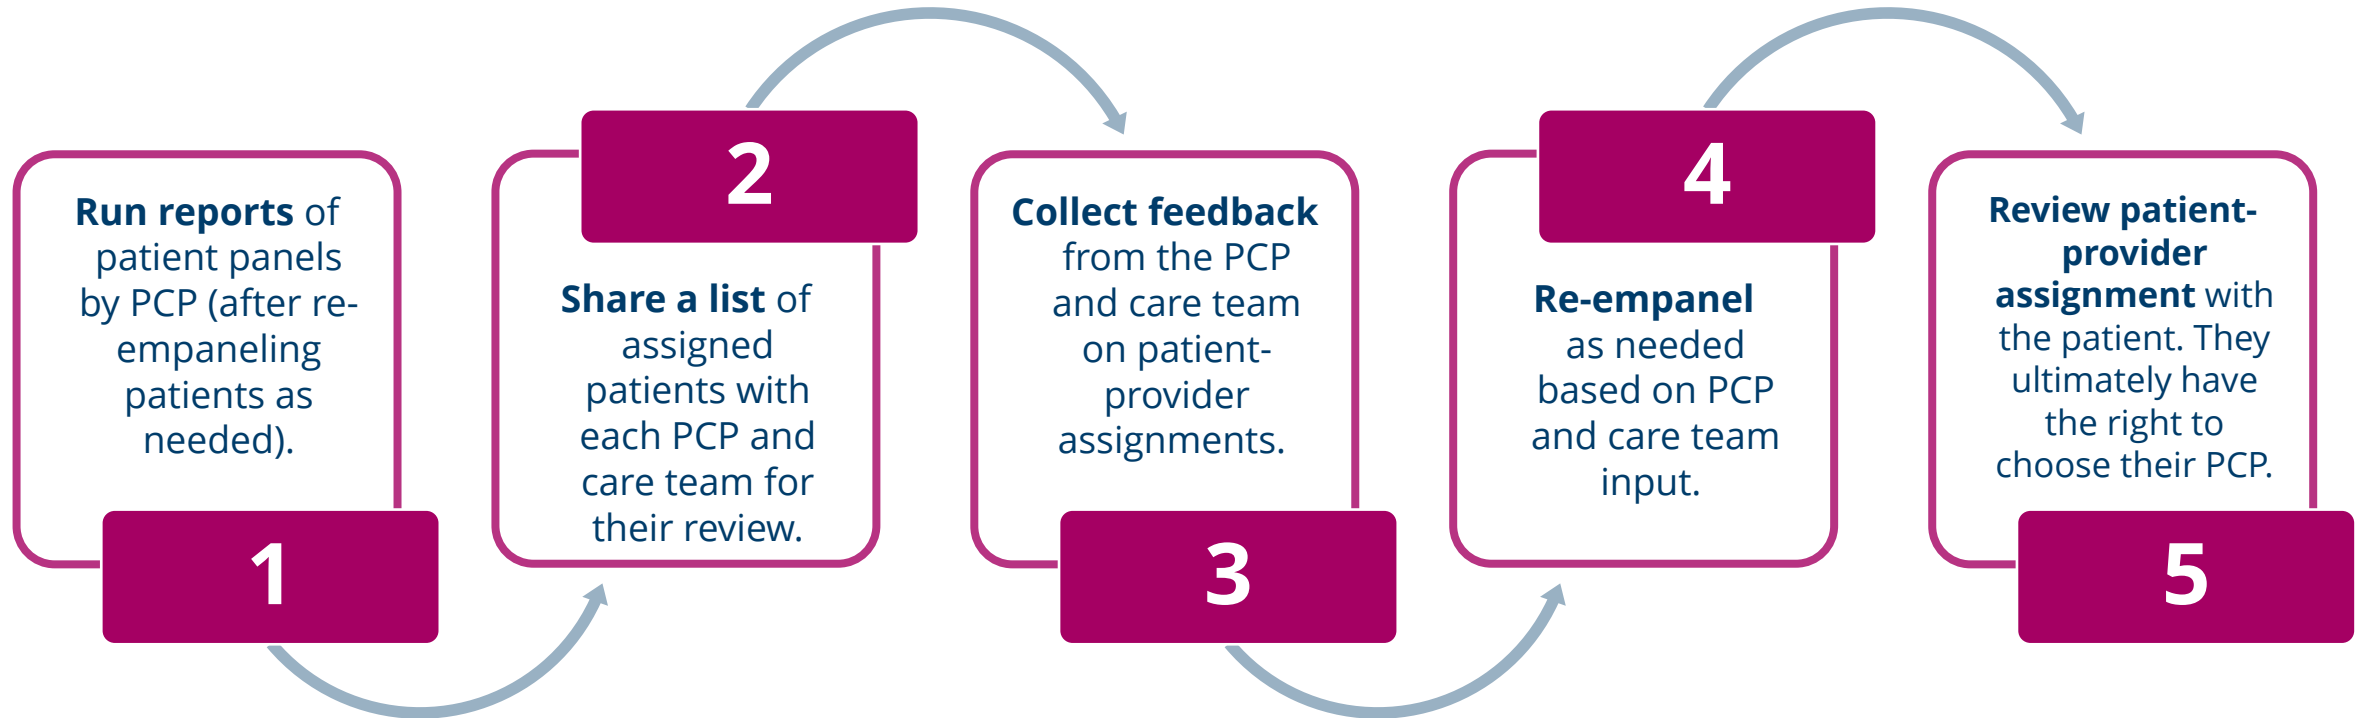 Run reports of
patient panels
by PCP (after re-
empaneling
patients as
needed).
1
2
Share a list of
assigned
patients with
each PCP and
care team for
their review.
Collect feedback
from the PCP
and care team
on patient-
provider
assignments.
3
4
Re-empanel
as needed
based on PCP
and care team
input.
Review patient-
provider
assignment with
the patient. They
ultimately have
the right to
choose their PCP.
5